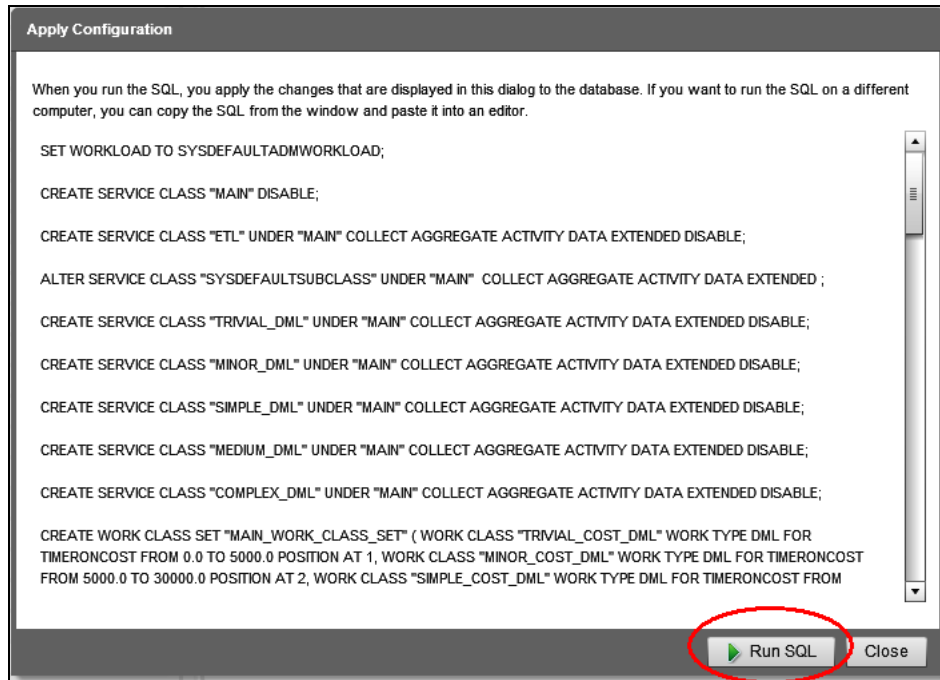 Apply Configuration
When you run the SQL, you apply the changes that are displayed in this dialog to the database. If you want to run the SQL on a different
computer, you can copy the SQL from the window and paste it into an editor.
SET WORKLOAD TO SYSDEFAULTADMWORKLOAD;
CREATE SERVICE CLASS "MAIN" DISABLE;
CREATE SERVICE CLASS "ETL" UNDER "MAIN" COLLECT AGGREGATE ACTIVITY DATA EXTENDED DISABLE;
ALTER SERVICE CLASS "SYSDEFAULTSUBCLASS" UNDER "MAIN"  COLLECT AGGREGATE ACTIVITY DATA EXTENDED ;
CREATE SERVICE CLASS "TRIVIAL_DML" UNDER "MAIN" COLLECT AGGREGATE ACTIVITY DATA EXTENDED DISABLE;
CREATE SERVICE CLASS "MINOR_DML" UNDER "MAIN" COLLECT AGGREGATE ACTIVITY DATA EXTENDED DISABLE;
CREATE SERVICE CLASS "SIMPLE_DML" UNDER "MAIN" COLLECT AGGREGATE ACTIVITY DATA EXTENDED DISABLE;
CREATE SERVICE CLASS "MEDIUM_DML" UNDER "MAIN" COLLECT AGGREGATE ACTIVITY DATA EXTENDED DISABLE;
CREATE SERVICE CLASS "COMPLEX_DML" UNDER "MAIN" COLLECT AGGREGATE ACTIVITY DATA EXTENDED DISABLE;
CREATE WORK CLASS SET "MAIN_WORK_CLASS_SET" ( WORK CLASS "TRIVIAL_COST_DML" WORK TYPE DML FOR
TIMERONCOST FROM 0.0 TO 5000.0 POSITION AT 1, WORK CLASS "MINOR_COST_DML" WORK TYPE DML FOR TIMERONCOST
FROM 5000.0 TO 30000.0 POSITION AT 2, WORK CLASS "SIMPLE_COST_DML" WORK TYPE DML FOR TIMERONCOST FROM
Run SQL
Close